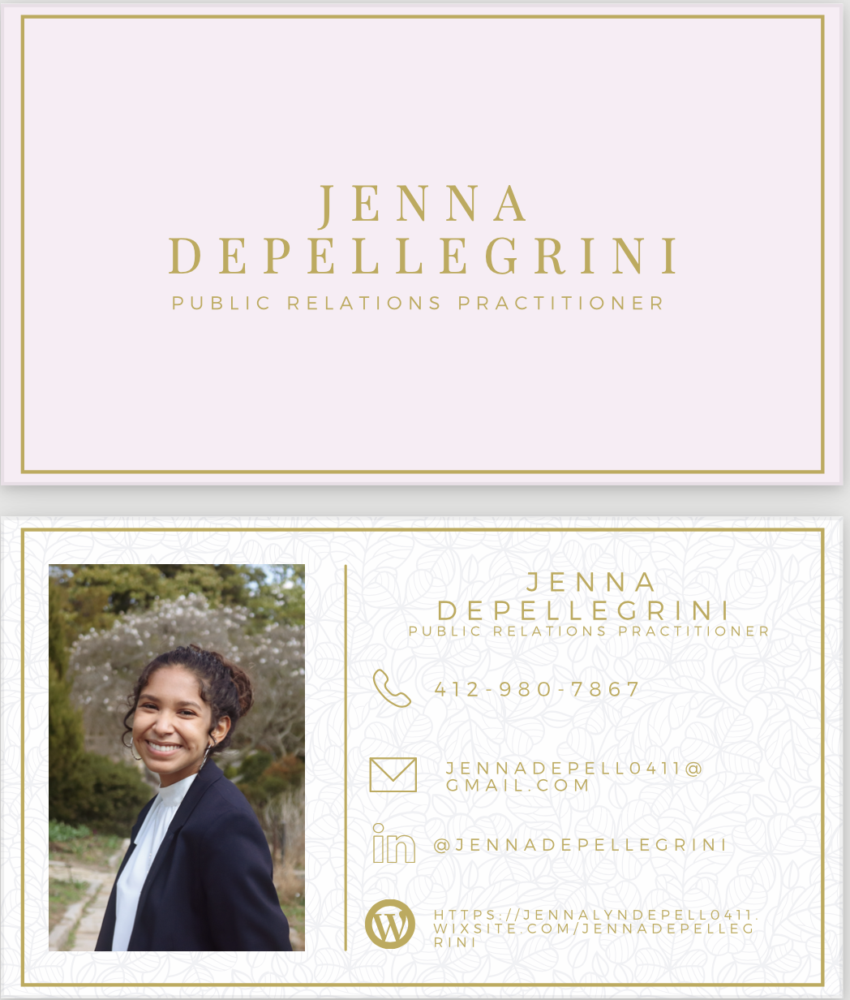 JENNA
DEPELLEGRINI
PUBLIC RELATIONS PRACTITIONER
JENNA
DEPELLEGRINI
PUBLIC RELATIONS PRACTITIONER
412-980-7867
JENNADEPELL0411@
GMAIL.COM
in @JENNADEPELLEGRINI
W HTTPS://JENNALYNDEPELL0411.
WIXSITE.COM/JENNADEPELLEG
RINI